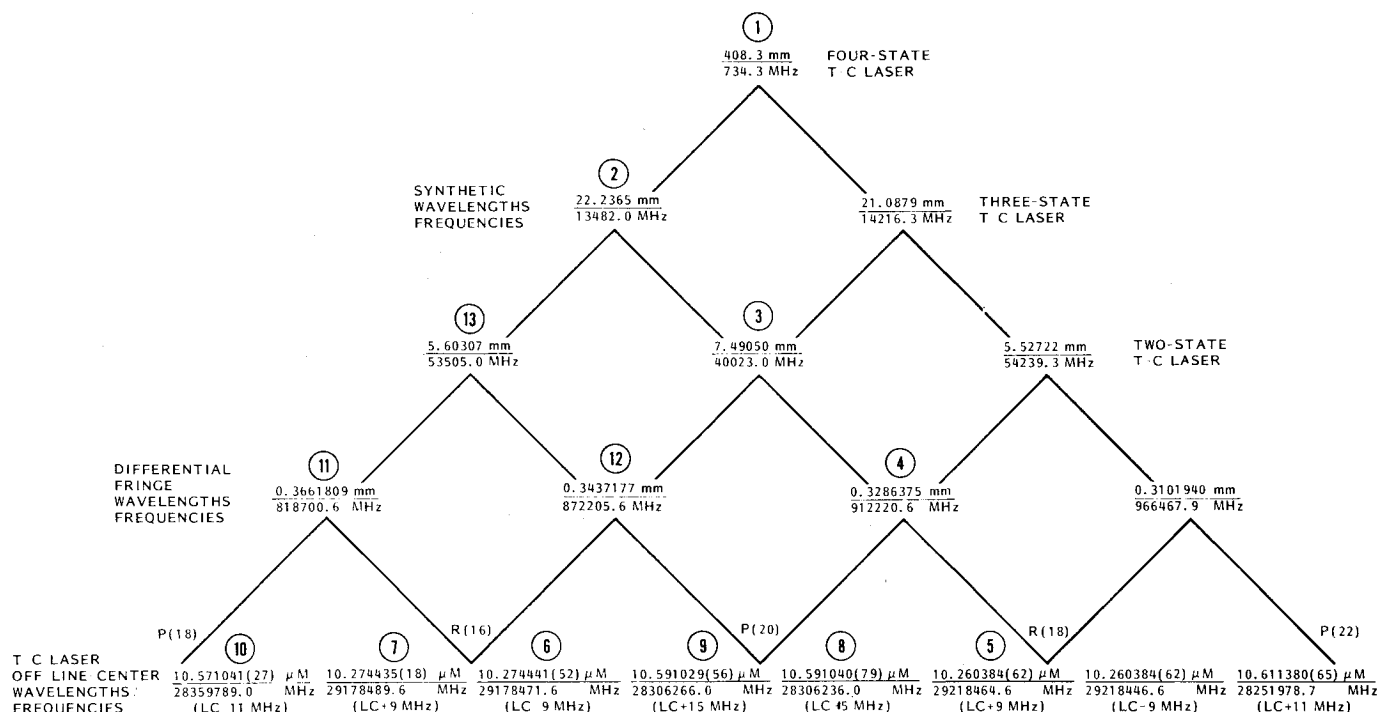 1
408.3 mm FOUR-STATE
734.3 MHz T·C LASER
2
SYNTHETIC 22.2365 mm 21.0879 mm THREE-STATE
WAVELENGTHS 13482.0 MHz 14216.3 MHz T C LASER
FREQUENCIES
13 3
5.60307 mm 7.49050 mm 5.52722 mm TWO-STATE
53505.0 MHz 40023.0 MHz 54239.3 MHz T·C LASER
11 12 4
DIFFERENTIAL
FRINGE 0.3661809 mm 0.3437177 mm 0.3286375 mm 0.3101940 mm
WAVELENGTHS 818700.6 MHz 872205.6 MHz 912220.6 MHz 966467.9 MHz
FREQUENCIES
P(18) R(16) P(20) R(18) P(22)
10 7 6 9 8 5
T C LASER
OFF LINE CENTER 10.571041(27) μM 10.274435(18) μM 10.274441(52) μM 10.591029(56) μM 10.591040(79) μM 10.260384(62) μM 10.260384(62) μM 10.611380(65) μM
WAVELENGTHS/ 28359789.0 MHz 29178489.6 MHz 29178471.6 MHz 28306266.0 MHz 28306236.0 MHz 29218464.6 MHz 29218446.6 MHz 28251978.7 MHz
FREQUENCIES (LC 11 MHz) (LC+9 MHz) (LC 9 MHz) (LC+15 MHz) (LC 15 MHz) (LC+9 MHz) (LC-9 MHz) (LC+11 MHz)